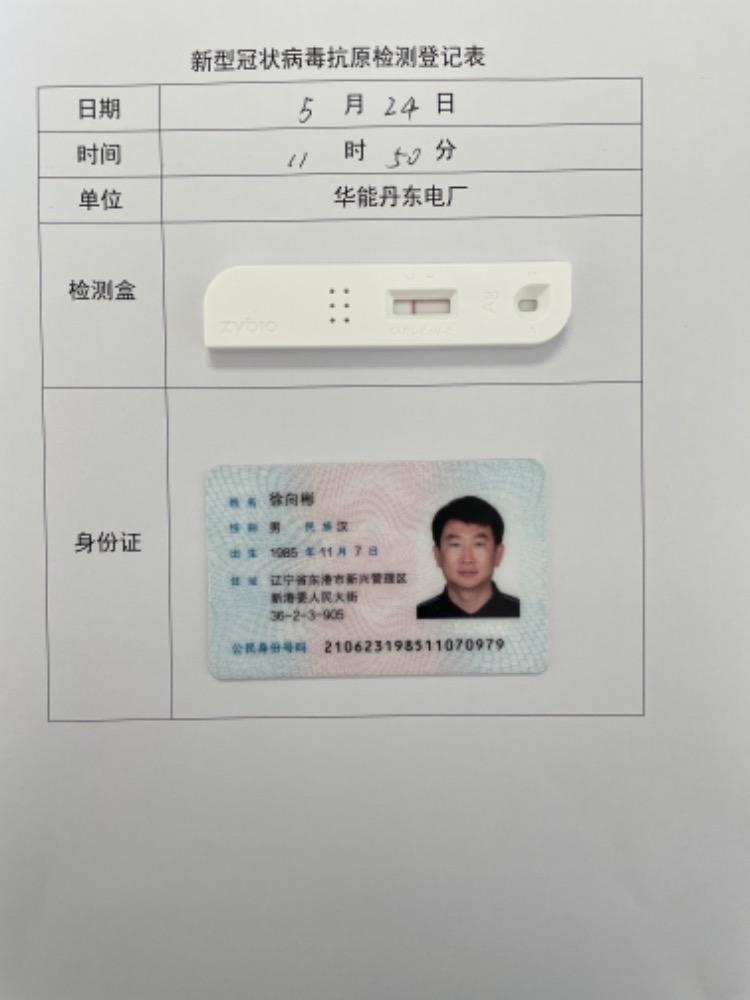 新型冠状病毒抗原检测登记表
日期 5 月 24 日
时间 11 时 50 分
单位 华能丹东电厂
检测盒
zybio
身份证
姓名 徐向彬
性别 男 民族 汉
出生 1985 年 11 月 7 日
住址 辽宁省东港市新兴管理区
新港委人民大街
36-2-3-905
公民身份号码 210623198511070979